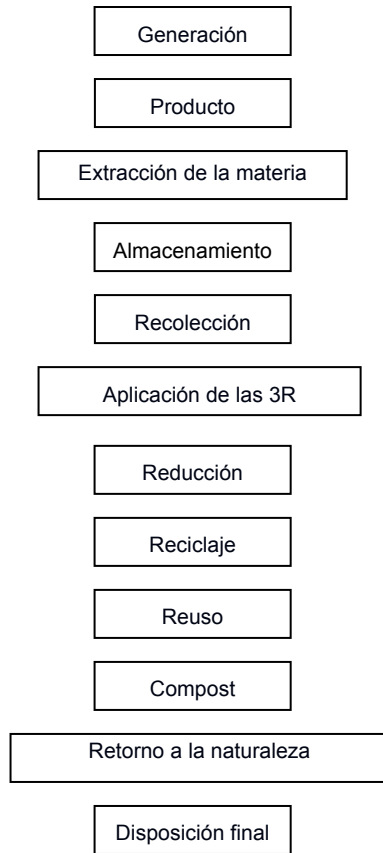 Generación
Producto
Extracción de la materia
Almacenamiento
Recolección
Aplicación de las 3R
Reducción
Reciclaje
Reuso
Compost
Retorno a la naturaleza
Disposición final